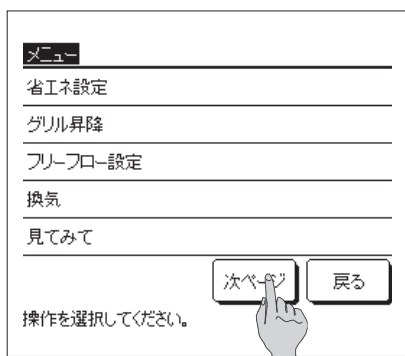 メニュー
省エネ設定
グリル昇降
フリーフロー設定
換気
見てみて
次ページ 戻る
操作を選択してください。